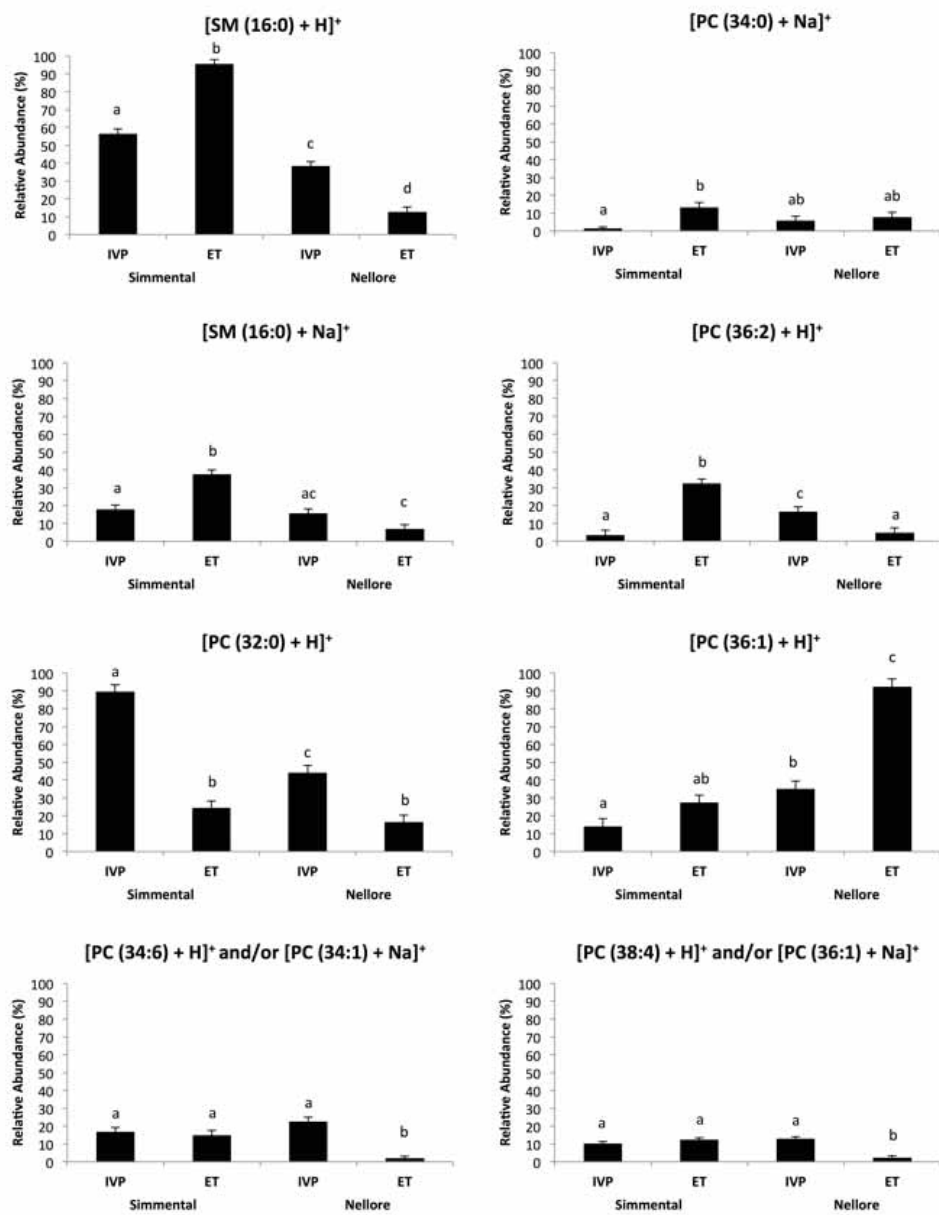 [SM (16:0) + H]⁺
Relative Abundance (%)
100
90
80
70
60
50
40
30
20
10
0
a
b
c
d
IVP ET IVP ET
Simmental Nellore
[PC (34:0) + Na]⁺
Relative Abundance (%)
100
90
80
70
60
50
40
30
20
10
0
a
b
ab
ab
IVP ET IVP ET
Simmental Nellore
[SM (16:0) + Na]⁺
Relative Abundance (%)
100
90
80
70
60
50
40
30
20
10
0
a
b
ac
c
IVP ET IVP ET
Simmental Nellore
[PC (36:2) + H]⁺
Relative Abundance (%)
100
90
80
70
60
50
40
30
20
10
0
a
b
c
a
IVP ET IVP ET
Simmental Nellore
[PC (32:0) + H]⁺
Relative Abundance (%)
100
90
80
70
60
50
40
30
20
10
0
a
b
c
b
IVP ET IVP ET
Simmental Nellore
[PC (36:1) + H]⁺
Relative Abundance (%)
100
90
80
70
60
50
40
30
20
10
0
a
ab
b
c
IVP ET IVP ET
Simmental Nellore
[PC (34:6) + H]⁺ and/or [PC (34:1) + Na]⁺
Relative Abundance (%)
100
90
80
70
60
50
40
30
20
10
0
a
a
a
b
IVP ET IVP ET
Simmental Nellore
[PC (38:4) + H]⁺ and/or [PC (36:1) + Na]⁺
Relative Abundance (%)
100
90
80
70
60
50
40
30
20
10
0
a
a
a
b
IVP ET IVP ET
Simmental Nellore